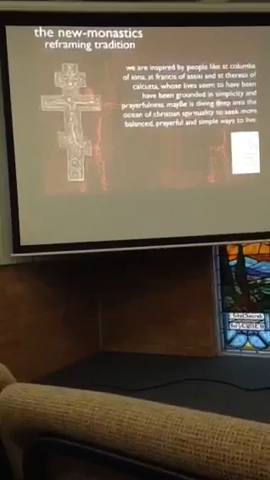 the new-monastics
reframing tradition
we are inspired by people like st columba
of iona, st francis of assisi and st theresa of
calcutta, whose lives seem to have been
have been grounded in simplicity and
prayerfulness. maybe is diving deep into the
ocean of christian spirituality to seek more
balanced, prayerful and simple ways to live.